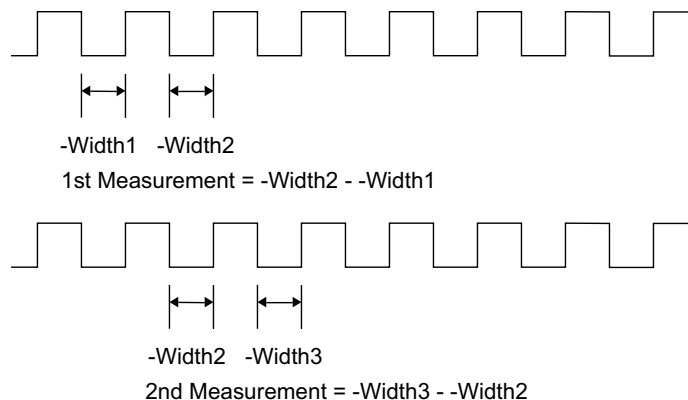 -Width1 -Width2
1st Measurement = -Width2 - -Width1
-Width2 -Width3
2nd Measurement = -Width3 - -Width2